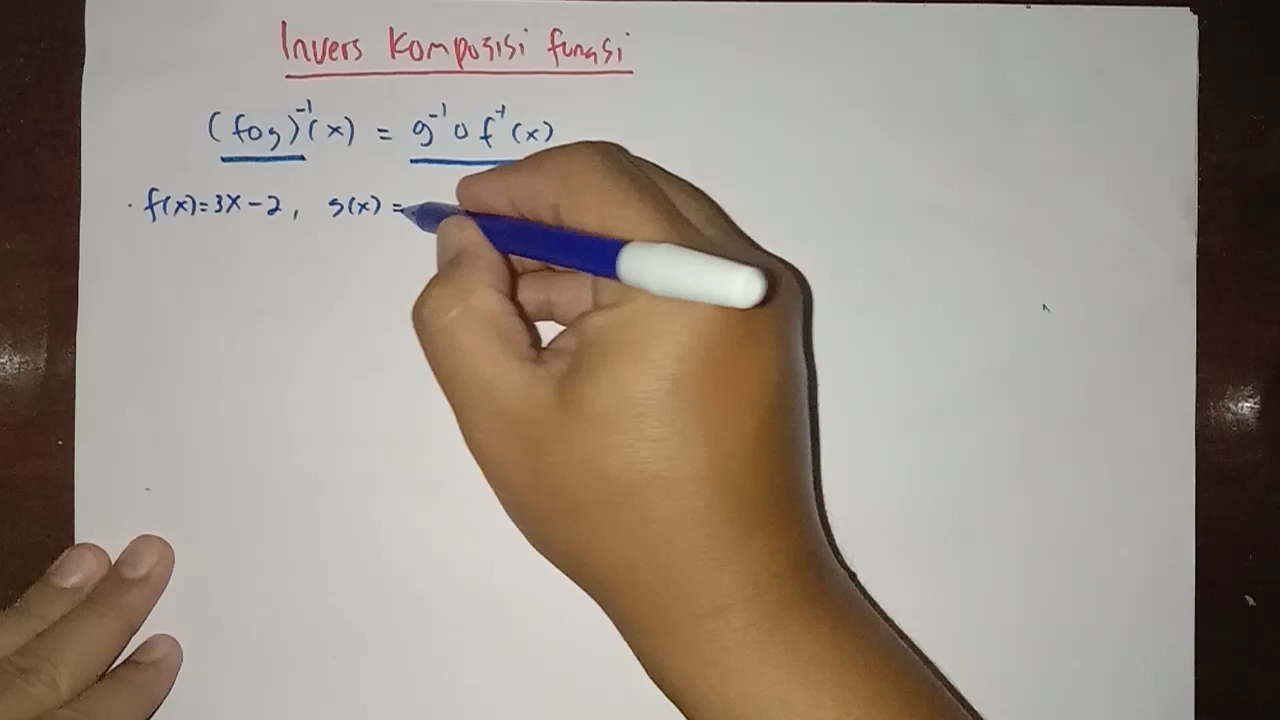 Invers Komposisi fungsi
(fog)⁻¹(x) = g⁻¹ o f⁻¹(x)
. f(x)=3x-2, g(x) =